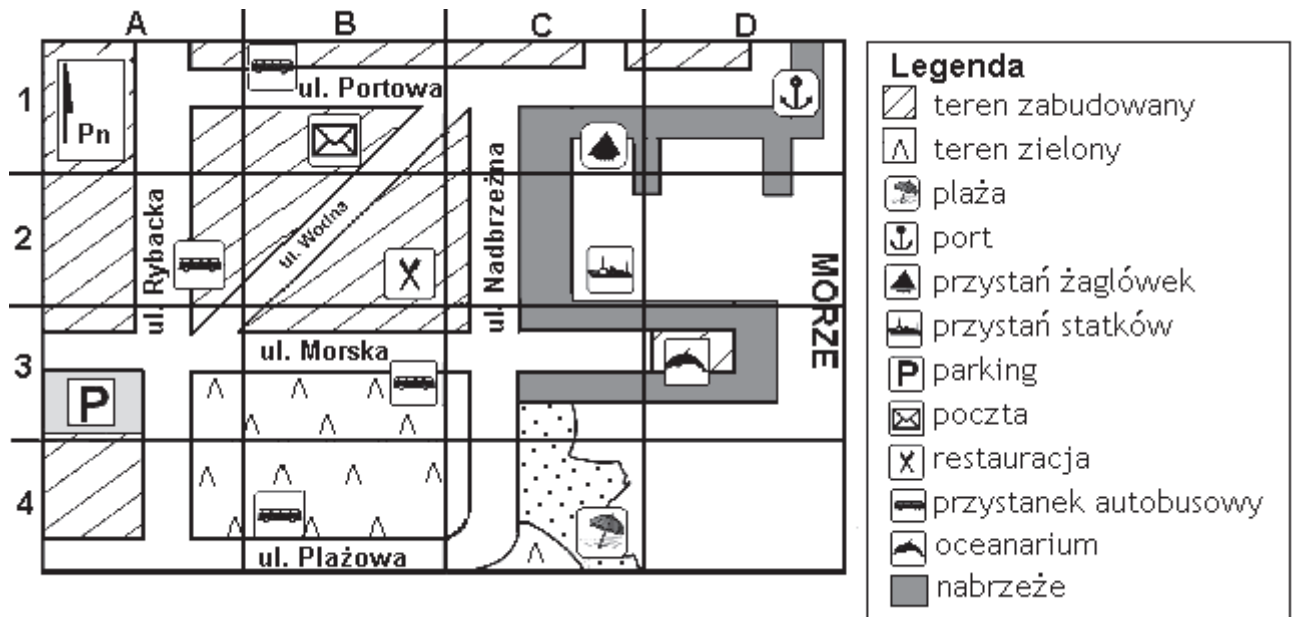 A B C D
1
2
3
4
Pn
ul. Portowa
ul. Rybacka
ul. Wodna
ul. Nadbrzeżna
MORZE
ul. Morska
P
ul. Plażowa
Legenda
teren zabudowany
teren zielony
plaża
port
przystań żaglówek
przystań statków
P parking
poczta
restauracja
przystanek autobusowy
oceanarium
nabrzeże